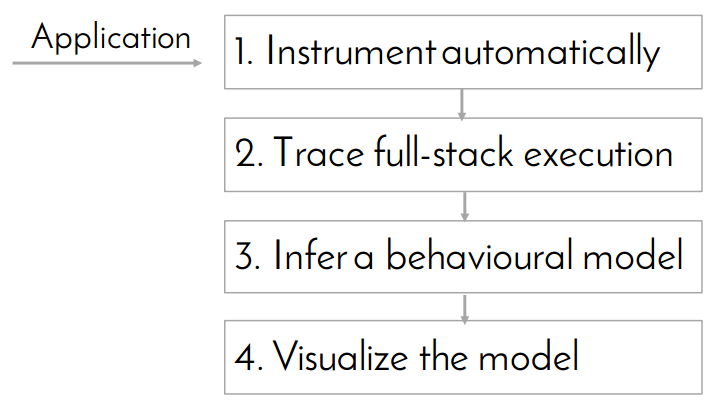 Application
1. Instrument automatically
2. Trace full-stack execution
3. Infer a behavioural model
4. Visualize the model